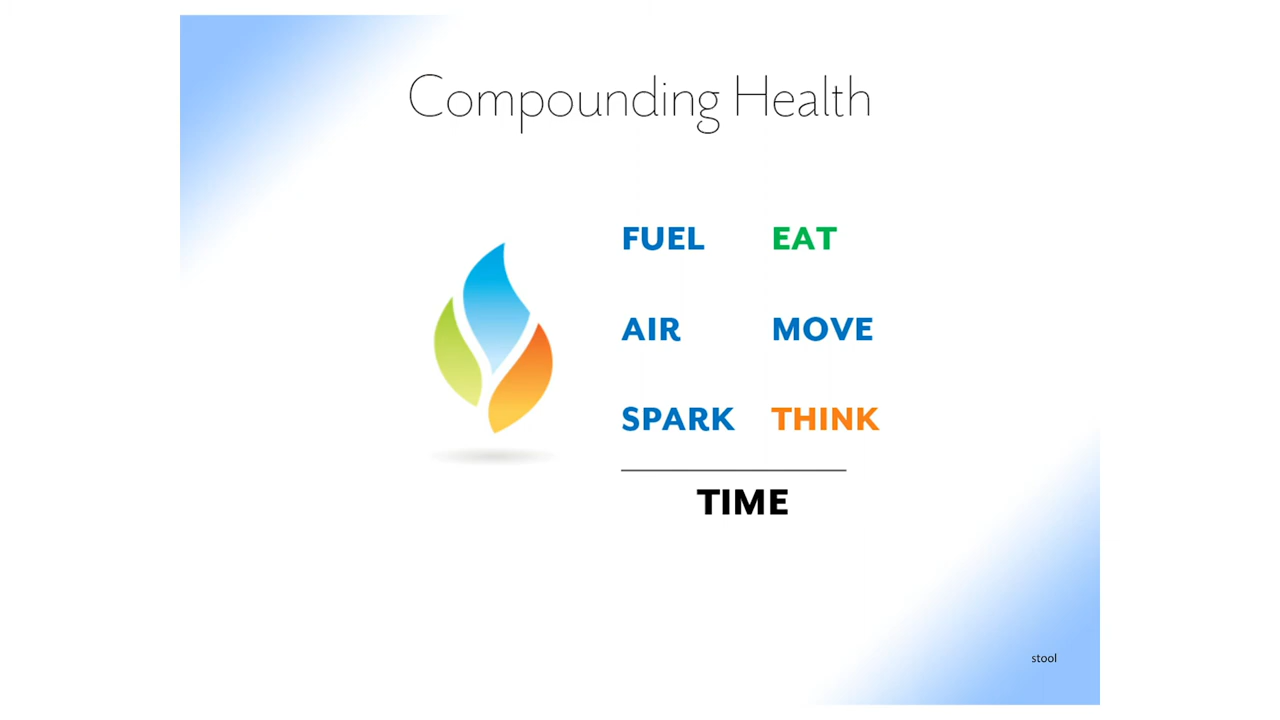 Compounding Health
FUEL EAT
AIR MOVE
SPARK THINK
TIME
stool